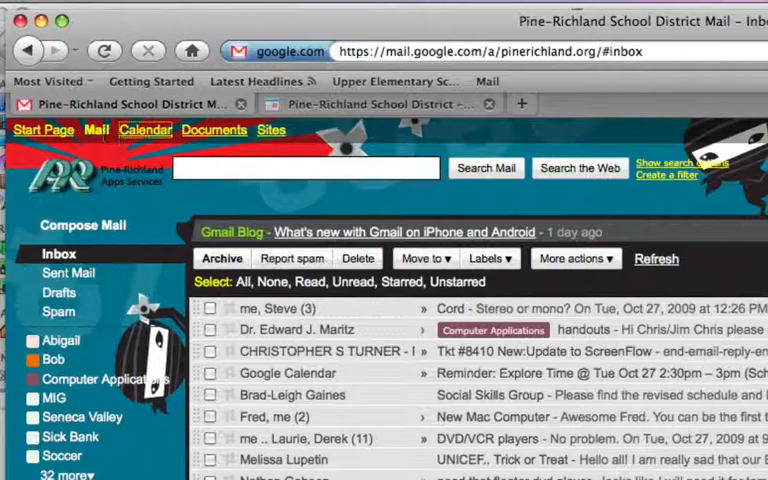 Pine-Richland School District Mail - Inbo
google.com https://mail.google.com/a/pinerichland.org/#inbox
Most Visited Getting Started Latest Headlines Upper Elementary Sc... Mail
Pine-Richland School District M... Pine-Richland School District -...
Start Page Mail Calendar Documents Sites
PR Pine-Richland Apps Services
Search Mail Search the Web
Show search options
Create a filter
Compose Mail
Gmail Blog - What's new with Gmail on iPhone and Android - 1 day ago
Archive Report spam Delete Move to Labels More actions Refresh
Select: All, None, Read, Unread, Starred, Unstarred
Inbox
Sent Mail
Drafts
Spam
Abigail
Bob
Computer Applications
MIG
Seneca Valley
Sick Bank
Soccer
32 more
me, Steve (3) » Cord - Stereo or mono? On Tue, Oct 27, 2009 at 12:26 PM
Dr. Edward J. Maritz › Computer Applications handouts - Hi Chris/Jim Chris please
CHRISTOPHER S TURNER - » Tkt #8410 New:Update to ScreenFlow - end-email-reply-en
Google Calendar » Reminder: Explore Time @ Tue Oct 27 2:30pm – 3pm (Sc
Brad-Leigh Gaines Social Skills Group - Please find the revised schedule and
Fred, me (2) › New Mac Computer - Awesome Fred. You can be the first
me .. Laurie, Derek (11) » DVD/VCR players - No problem. On Tue, Oct 27, 2009 at 9
Melissa Lupetin UNICEF.. Trick or Treat - Hello all! I am really sad that our